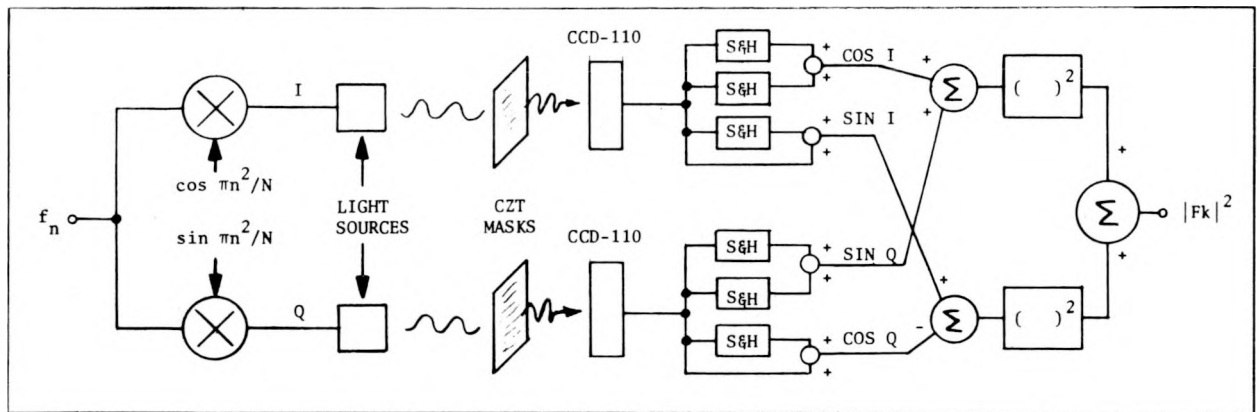 CCD-110
S&H
+
COS I
+
S&H
+
+
( )²
I
Σ
S&H
+
SIN I
+
+
+
cos πn²/N
fn
LIGHT SOURCES
CZT MASKS
Σ
|Fk|²
sin πn²/N
CCD-110
S&H
+
SIN Q
+
+
S&H
+
Q
Σ
( )²
S&H
+
COS Q
-
+